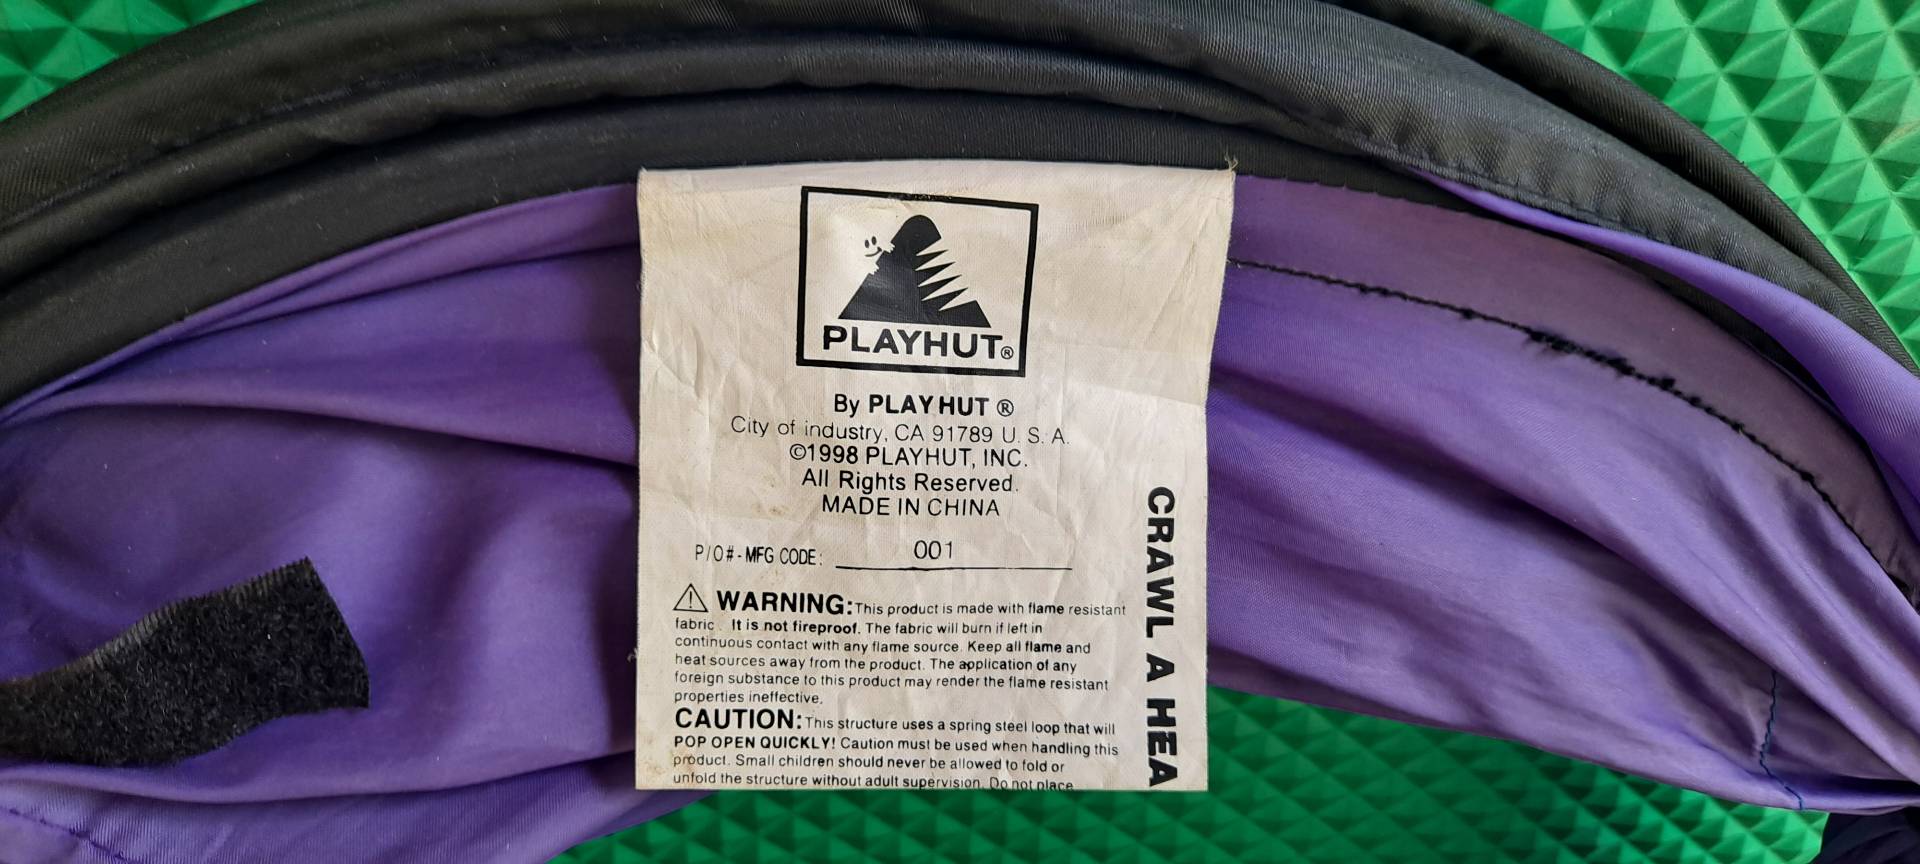 PLAYHUT®
By PLAYHUT ®
City of industry, CA 91789 U. S. A.
©1998 PLAYHUT, INC.
All Rights Reserved.
MADE IN CHINA
P/O#-MFG CODE: 001
WARNING: This product is made with flame resistant
fabric. It is not fireproof. The fabric will burn if left in
continuous contact with any flame source. Keep all flame and
heat sources away from the product. The application of any
foreign substance to this product may render the flame resistant
properties ineffective.
CAUTION: This structure uses a spring steel loop that will
POP OPEN QUICKLY! Caution must be used when handling this
product. Small children should never be allowed to fold or
unfold the structure without adult supervision. Do not place
CRAWL A HEA